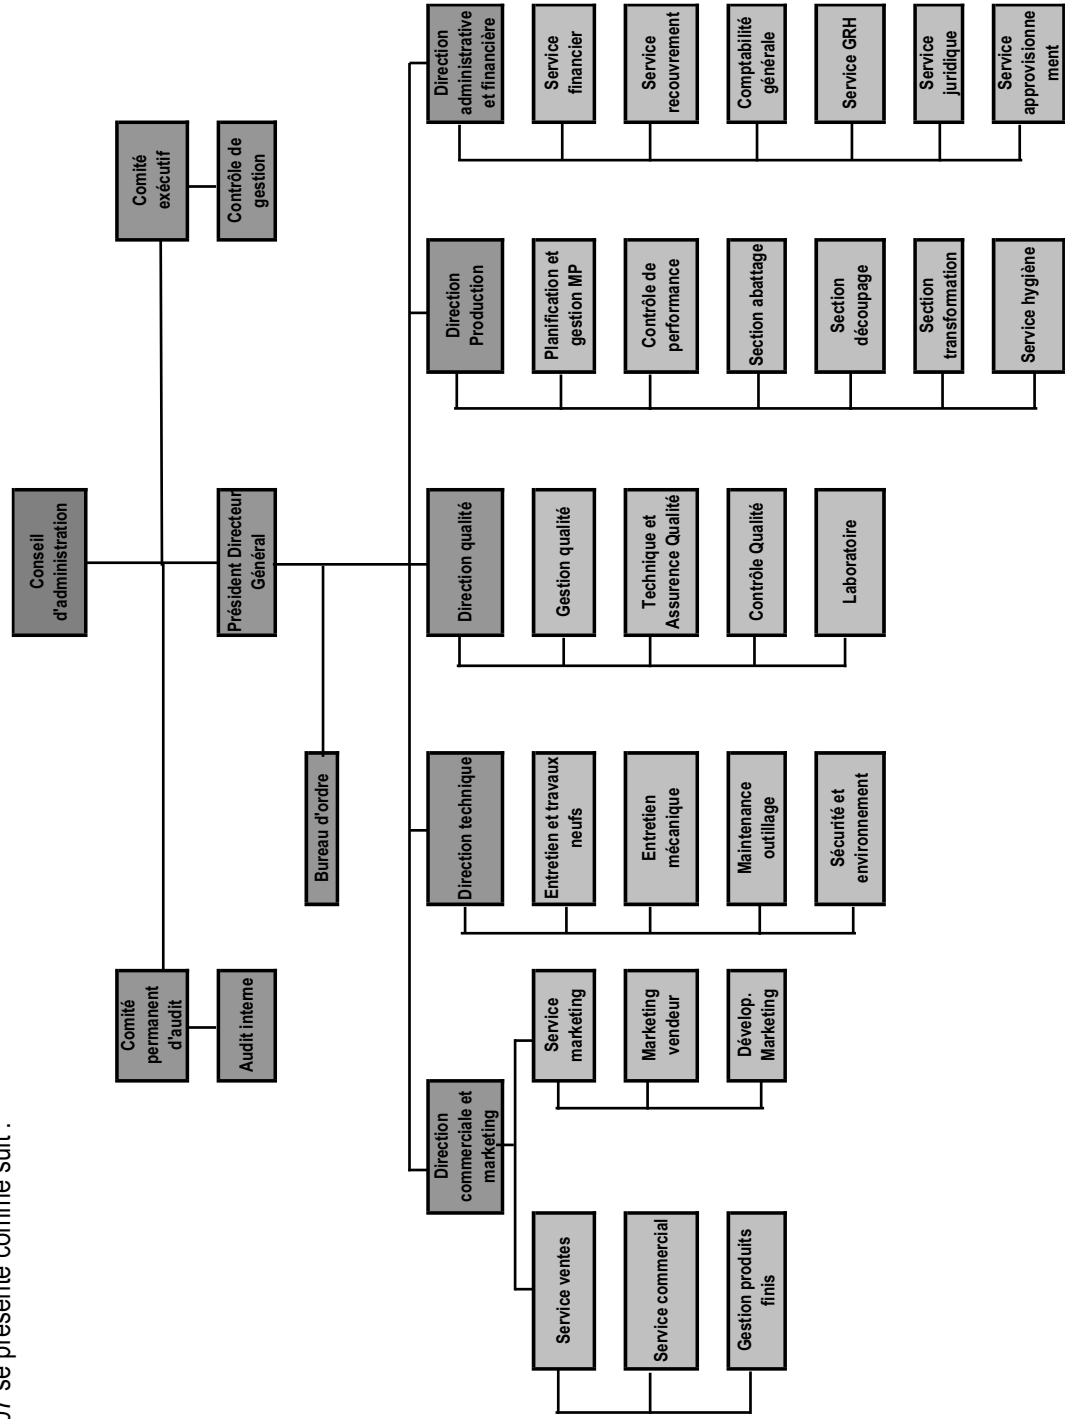 se présente comme suit :
Conseil
d'administration
Comité
permanent
d'audit
Comité
exécutif
Audit interne
Président Directeur
Général
Contrôle de
gestion
Bureau d'ordre
Direction
commerciale et
marketing
Direction technique
Direction qualité
Direction
Production
Direction
administrative
et financière
Service ventes
Service
marketing
Entretien et travaux
neufs
Gestion qualité
Planification et
gestion MP
Service
financier
Service commercial
Marketing
vendeur
Entretien
mécanique
Technique et
Assurence Qualité
Contrôle de
performance
Service
recouvrement
Gestion produits
finis
Dévelop.
Marketing
Maintenance
outillage
Contrôle Qualité
Section abattage
Comptabilité
générale
Sécurité et
environnement
Laboratoire
Section
découpage
Service GRH
Section
transformation
Service
juridique
Service hygiène
Service
approvisionne
ment